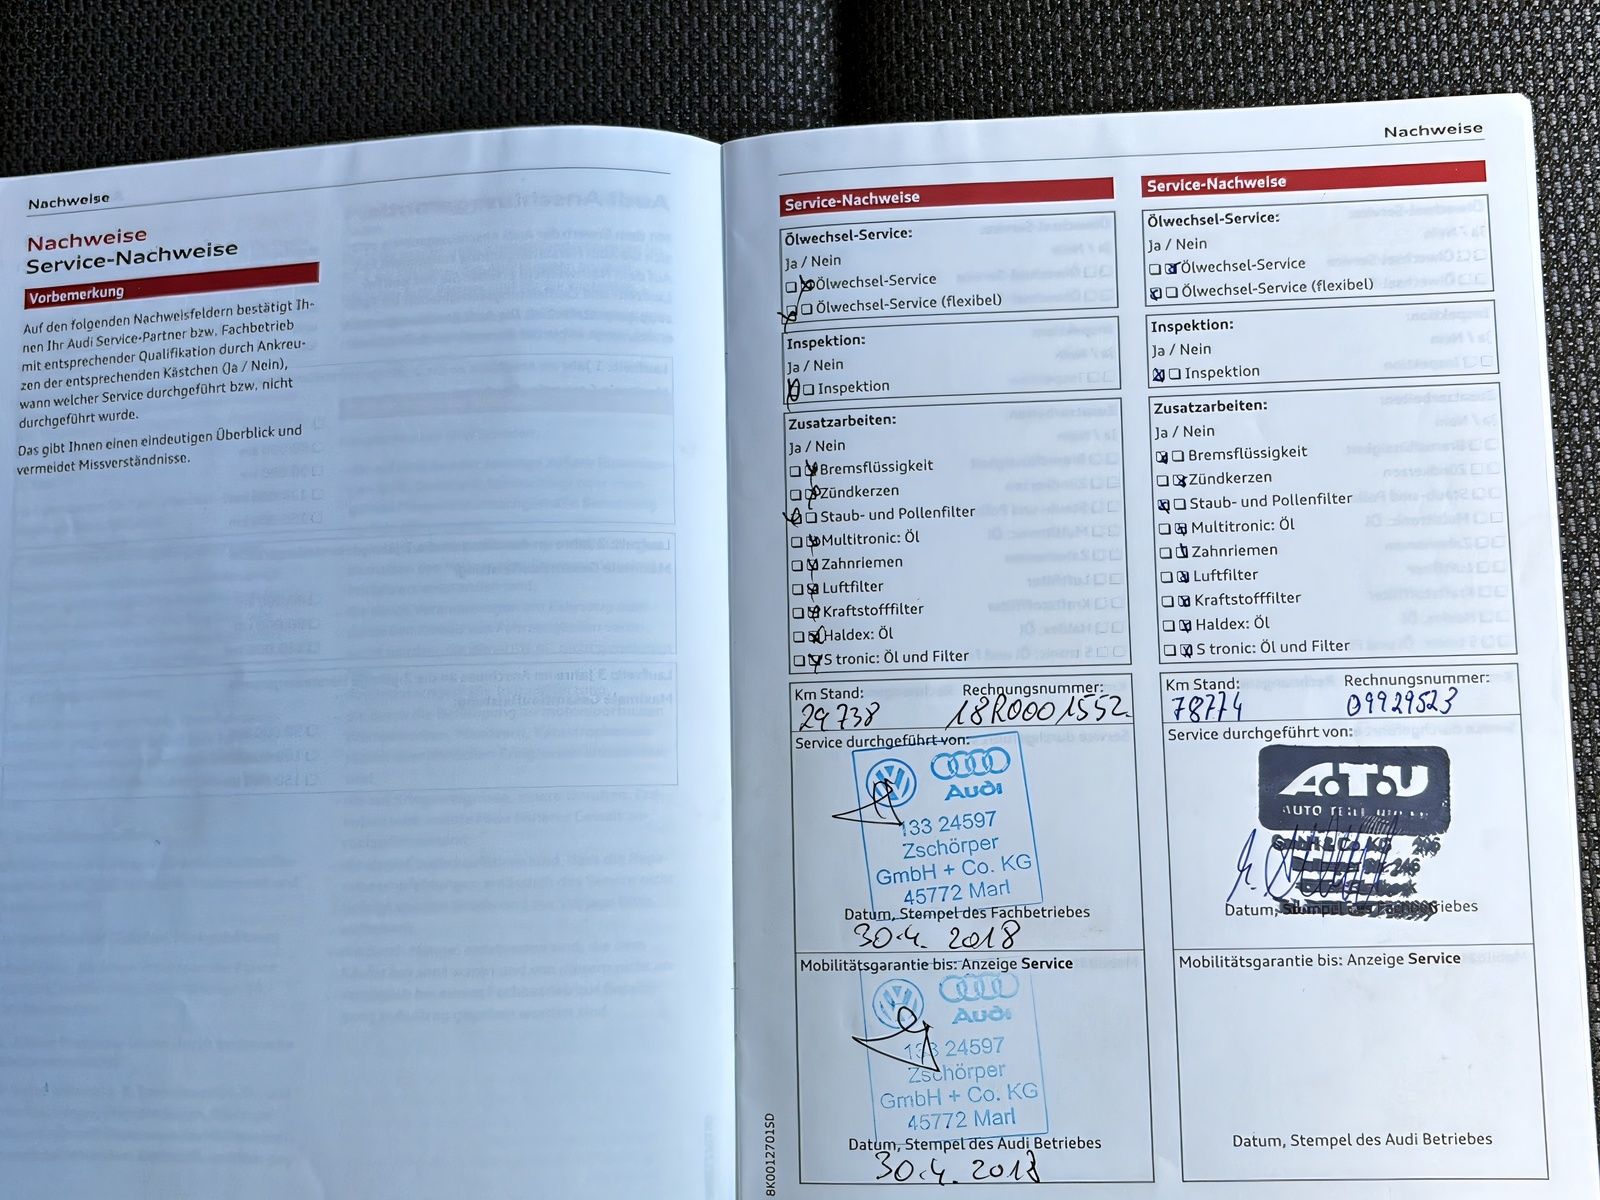 Nachweise
Nachweise
Service-Nachweise
Vorbemerkung
Auf den folgenden Nachweisfeldern bestätigt Ih-
nen Ihr Audi Service-Partner bzw. Fachbetrieb
mit entsprechender Qualifikation durch Ankreu-
zen der entsprechenden Kästchen (Ja / Nein),
wann welcher Service durchgeführt bzw. nicht
durchgeführt wurde.
Das gibt Ihnen einen eindeutigen Überblick und
vermeidet Missverständnisse.
Nachweise
Service-Nachweise
Ölwechsel-Service:
Ja / Nein
Ölwechsel-Service
Ölwechsel-Service (flexibel)
Inspektion:
Ja / Nein
Inspektion
Zusatzarbeiten:
Ja / Nein
Bremsflüssigkeit
Zündkerzen
Staub- und Pollenfilter
Multitronic: Öl
Zahnriemen
Luftfilter
Kraftstofffilter
Haldex: Öl
S tronic: Öl und Filter
Km Stand: Rechnungsnummer:
29738 18R0001552
Service durchgeführt von:
Audi
133 24597
Zschörper
GmbH + Co. KG
45772 Marl
Datum, Stempel des Fachbetriebes
30.4. 2018
Mobilitätsgarantie bis: Anzeige Service
Audi
133 24597
Zschörper
GmbH + Co. KG
45772 Marl
Datum, Stempel des Audi Betriebes
30.4. 2018
8K0012701SD
Service-Nachweise
Ölwechsel-Service:
Ja / Nein
Ölwechsel-Service
Ölwechsel-Service (flexibel)
Inspektion:
Ja / Nein
Inspektion
Zusatzarbeiten:
Ja / Nein
Bremsflüssigkeit
Zündkerzen
Staub- und Pollenfilter
Multitronic: Öl
Zahnriemen
Luftfilter
Kraftstofffilter
Haldex: Öl
S tronic: Öl und Filter
Km Stand: Rechnungsnummer:
78774 09929523
Service durchgeführt von:
A.T.U
AUTO
GmbH & Co. KG
Datum, Stempel des Fachbetriebes
Mobilitätsgarantie bis: Anzeige Service
Datum, Stempel des Audi Betriebes